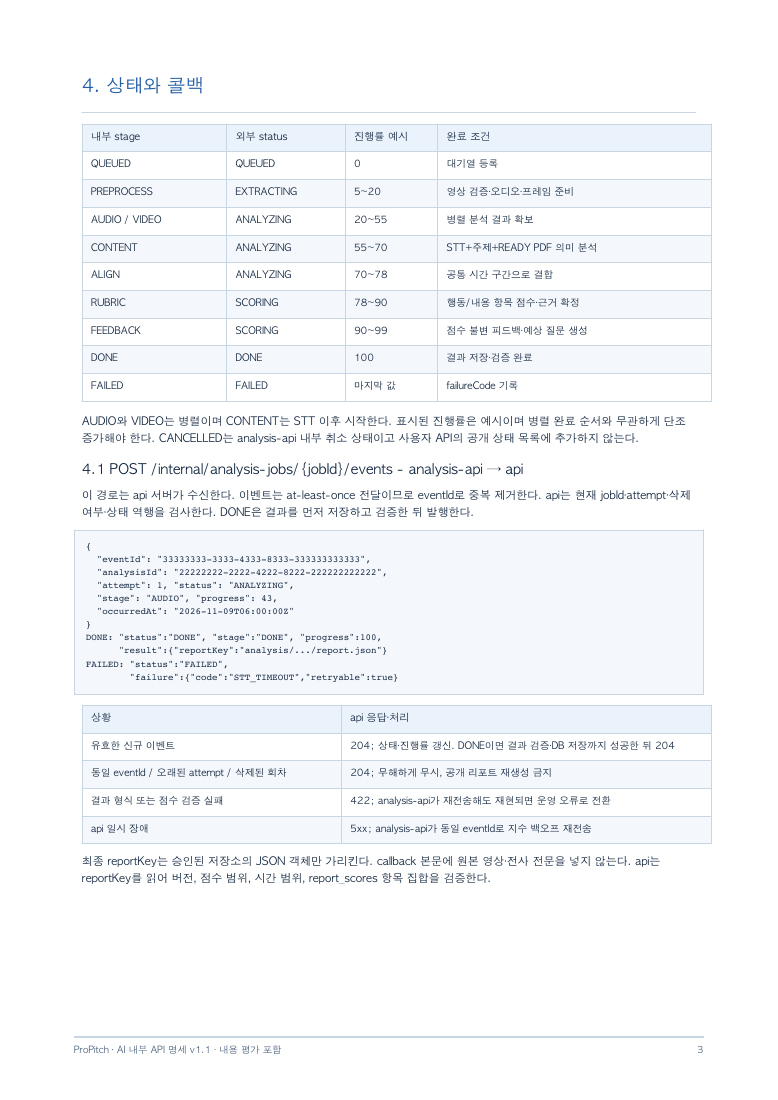 4. 상태와 콜백
내부 stage 외부 status 진행률 예시 완료 조건
QUEUED QUEUED 0 대기열 등록
PREPROCESS EXTRACTING 5~20 영상 검증·오디오·프레임 준비
AUDIO / VIDEO ANALYZING 20~55 병렬 분석 결과 확보
CONTENT ANALYZING 55~70 STT+주제+READY PDF 의미 분석
ALIGN ANALYZING 70~78 공통 시간 구간으로 결합
RUBRIC SCORING 78~90 행동/내용 항목 점수·근거 확정
FEEDBACK SCORING 90~99 점수 불변 피드백·예상 질문 생성
DONE DONE 100 결과 저장·검증 완료
FAILED FAILED 마지막 값 failureCode 기록
AUDIO와 VIDEO는 병렬이며 CONTENT는 STT 이후 시작한다. 표시된 진행률은 예시이며 병렬 완료 순서와 무관하게 단조
증가해야 한다. CANCELLED는 analysis-api 내부 취소 상태이고 사용자 API의 공개 상태 목록에 추가하지 않는다.
4.1 POST /internal/analysis-jobs/{jobId}/events - analysis-api → api
이 경로는 api 서버가 수신한다. 이벤트는 at-least-once 전달이므로 eventId로 중복 제거한다. api는 현재 jobId·attempt·삭제
여부·상태 역행을 검사한다. DONE은 결과를 먼저 저장하고 검증한 뒤 발행한다.
{
"eventId": "33333333-3333-4333-8333-333333333333",
"analysisId": "22222222-2222-4222-8222-222222222222",
"attempt": 1, "status": "ANALYZING",
"stage": "AUDIO", "progress": 43,
"occurredAt": "2026-11-09T06:00:00Z"
}
DONE: "status":"DONE", "stage":"DONE", "progress":100,
"result":{"reportKey":"analysis/.../report.json"}
FAILED: "status":"FAILED",
"failure":{"code":"STT_TIMEOUT","retryable":true}
상황 api 응답·처리
유효한 신규 이벤트 204; 상태·진행률 갱신. DONE이면 결과 검증·DB 저장까지 성공한 뒤 204
동일 eventId / 오래된 attempt / 삭제된 회차 204; 무해하게 무시, 공개 리포트 재생성 금지
결과 형식 또는 점수 검증 실패 422; analysis-api가 재전송해도 재현되면 운영 오류로 전환
api 일시 장애 5xx; analysis-api가 동일 eventId로 지수 백오프 재전송
최종 reportKey는 승인된 저장소의 JSON 객체만 가리킨다. callback 본문에 원본 영상·전사 전문을 넣지 않는다. api는
reportKey를 읽어 버전, 점수 범위, 시간 범위, report_scores 항목 집합을 검증한다.
ProPitch · AI 내부 API 명세 v1.1 · 내용 평가 포함 3